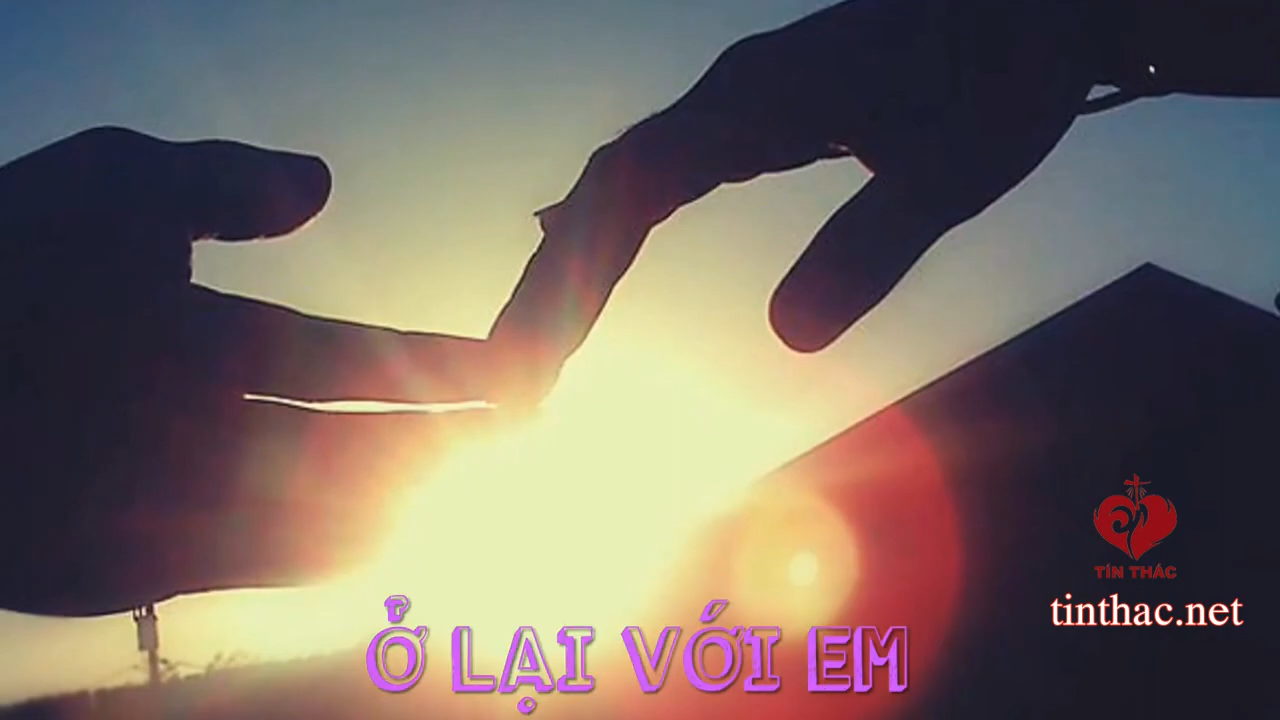 TÍN THÁC
tinthac.net
Ở LẠI VỚI EM